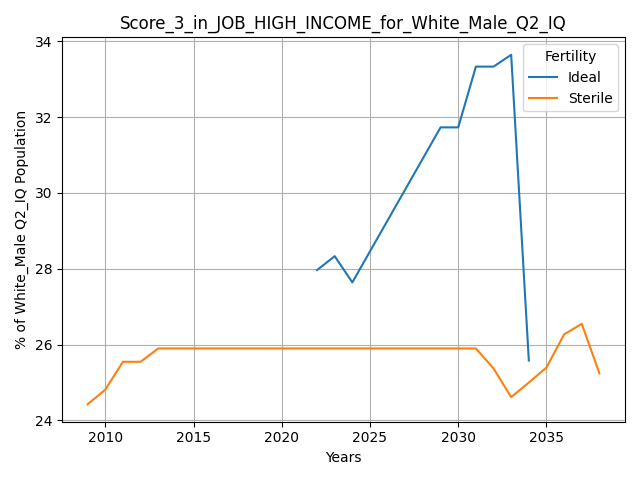 Score_3_in_JOB_HIGH_INCOME_for_White_Male_Q2_IQ
% of White_Male Q2_IQ Population
34
32
30
28
26
24
Fertility
Ideal
Sterile
2010 2015 2020 2025 2030 2035
Years